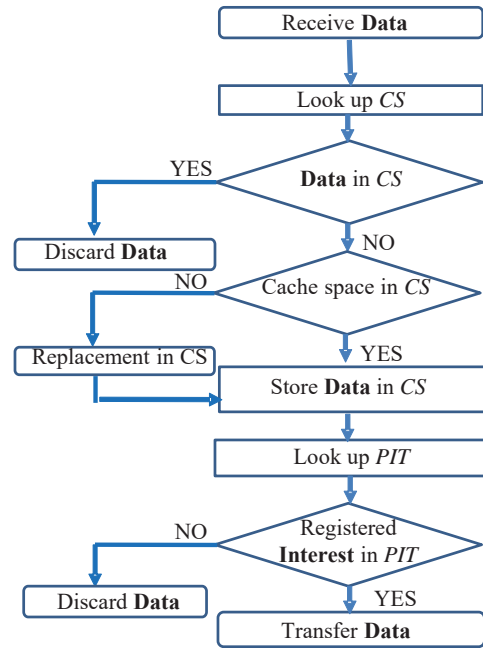 Receive Data
Look up CS
YES
Data in CS
Discard Data
NO
NO
Cache space in CS
Replacement in CS
YES
Store Data in CS
Look up PIT
NO
Registered
Interest in PIT
Discard Data
YES
Transfer Data